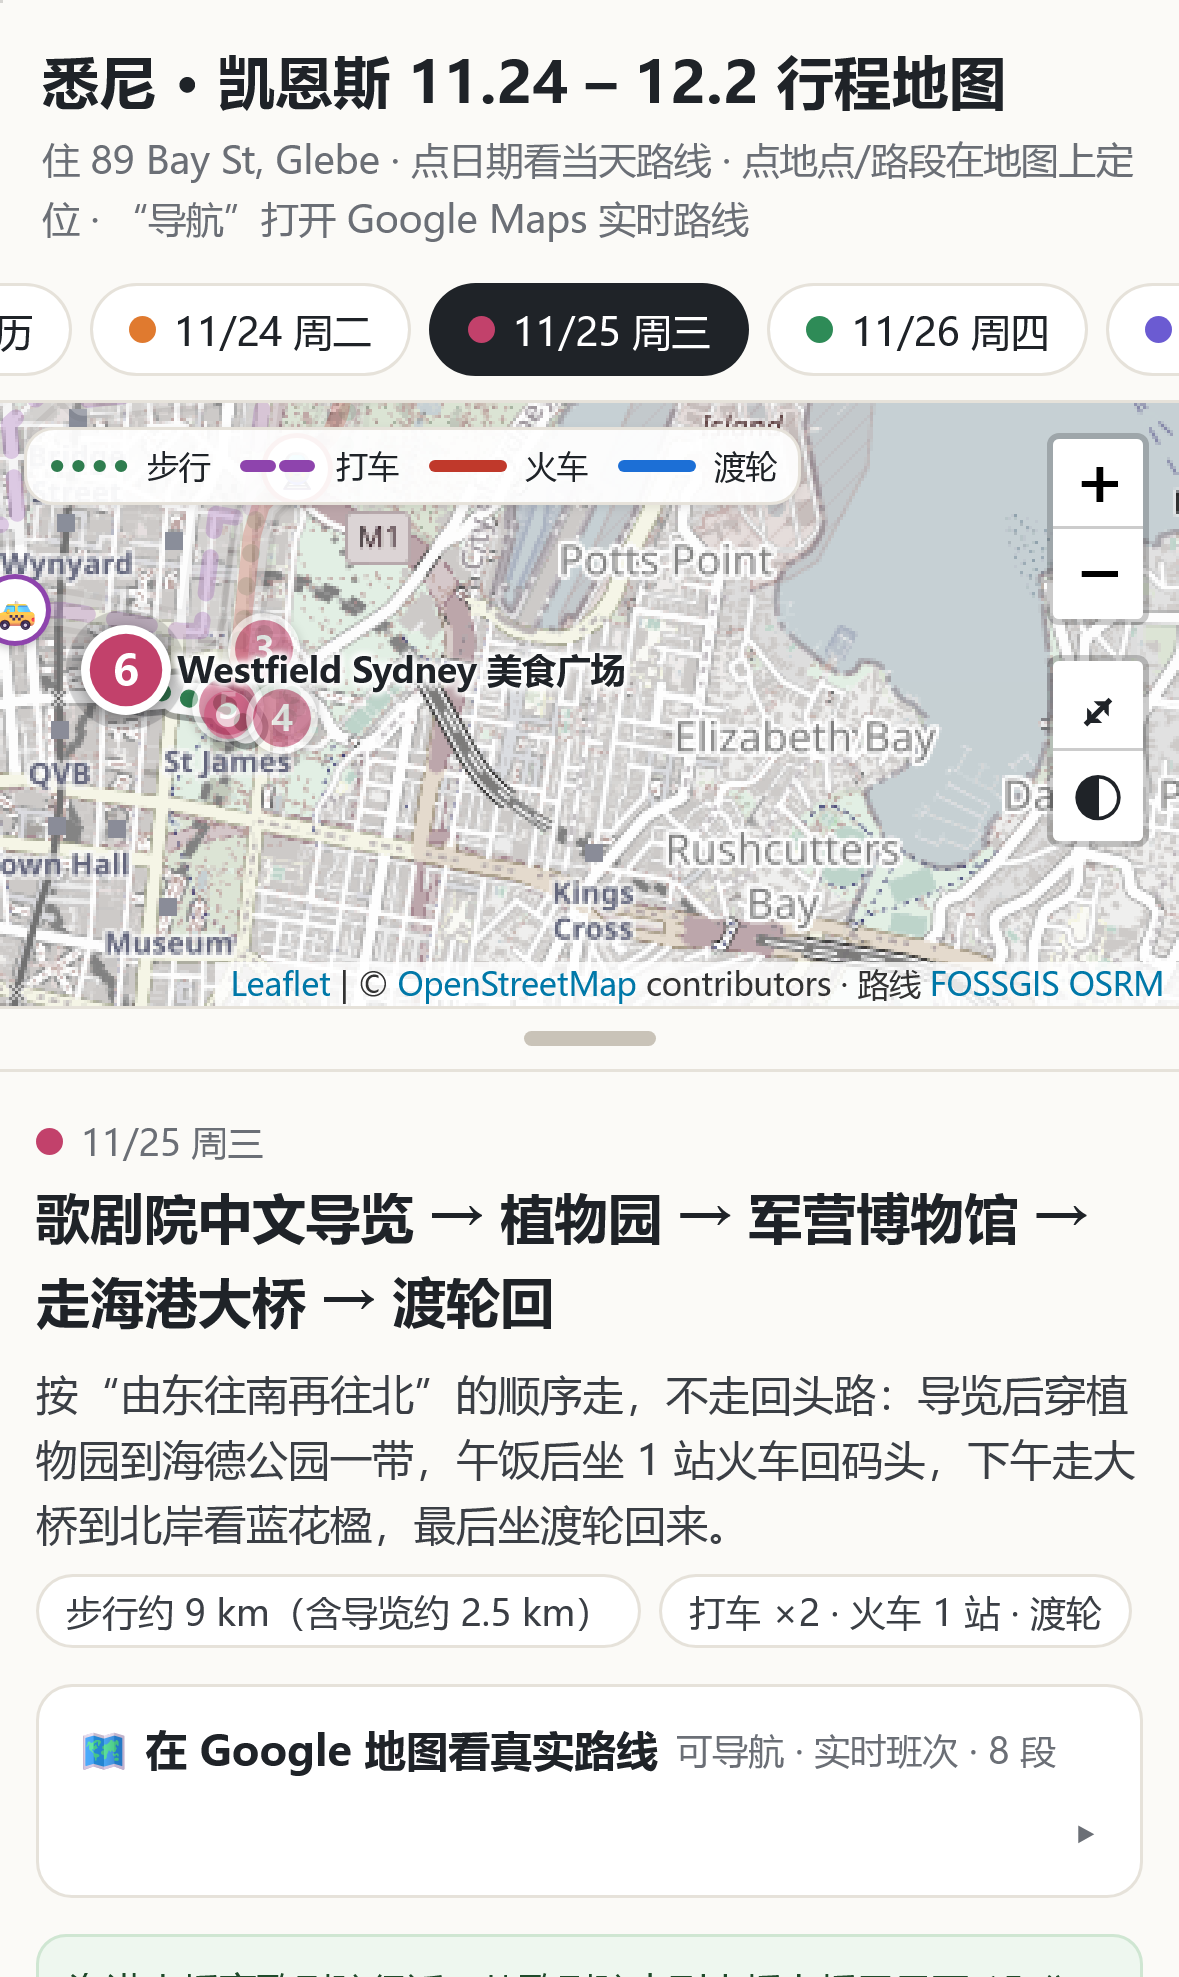 悉尼 · 凯恩斯 11.24 – 12.2 行程地图
住 89 Bay St, Glebe · 点日期看当天路线 · 点地点/路段在地图上定
位 · “导航”打开 Google Maps 实时路线
历
11/24 周二
11/25 周三
11/26 周四
Island
步行
打车
火车
渡轮
+
M1
Potts Point
Wynyard
−
3
6
Westfield Sydney 美食广场
4
Elizabeth Bay
St James
QVB
Da
P
Rushcutters
Bay
own Hall
Kings
Cross
Museum
Leaflet | © OpenStreetMap contributors · 路线 FOSSGIS OSRM
11/25 周三
歌剧院中文导览 → 植物园 → 军营博物馆 →
走海港大桥 → 渡轮回
按“由东往南再往北”的顺序走，不走回头路：导览后穿植
物园到海德公园一带，午饭后坐 1 站火车回码头，下午走大
桥到北岸看蓝花楹，最后坐渡轮回来。
步行约 9 km（含导览约 2.5 km）
打车 ×2 · 火车 1 站 · 渡轮
在 Google 地图看真实路线 可导航 · 实时班次 · 8 段